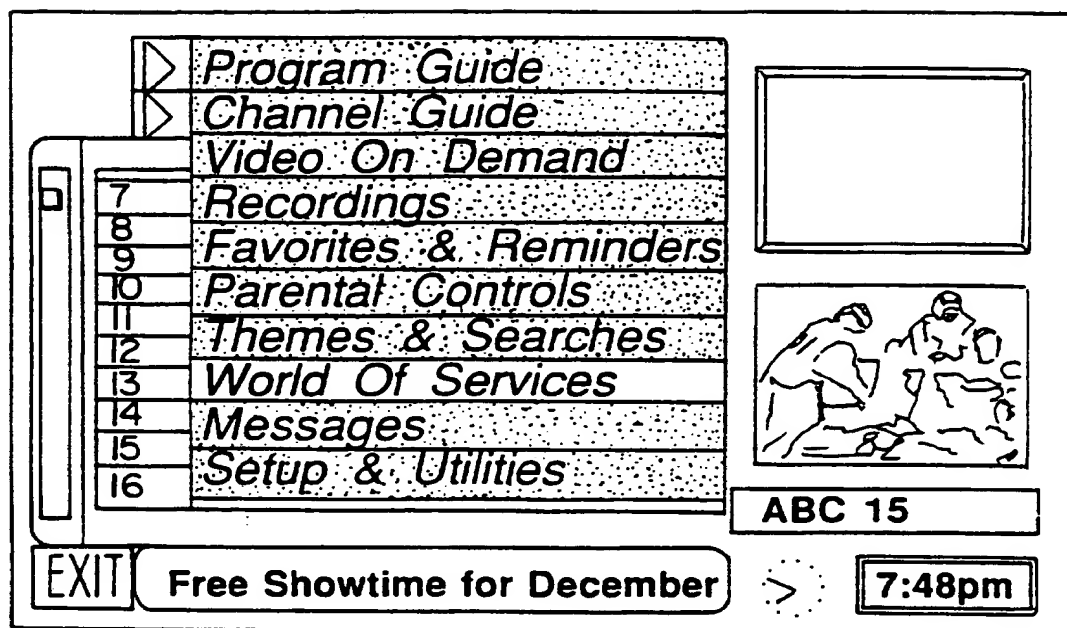 Program Guide
Channel Guide
Video On Demand
7 Recordings
8
9 Favorites & Reminders
10 Parental Controls
11
12 Themes & Searches
13 World Of Services
14 Messages
15
16 Setup & Utilities
ABC 15
EXIT Free Showtime for December 7:48pm